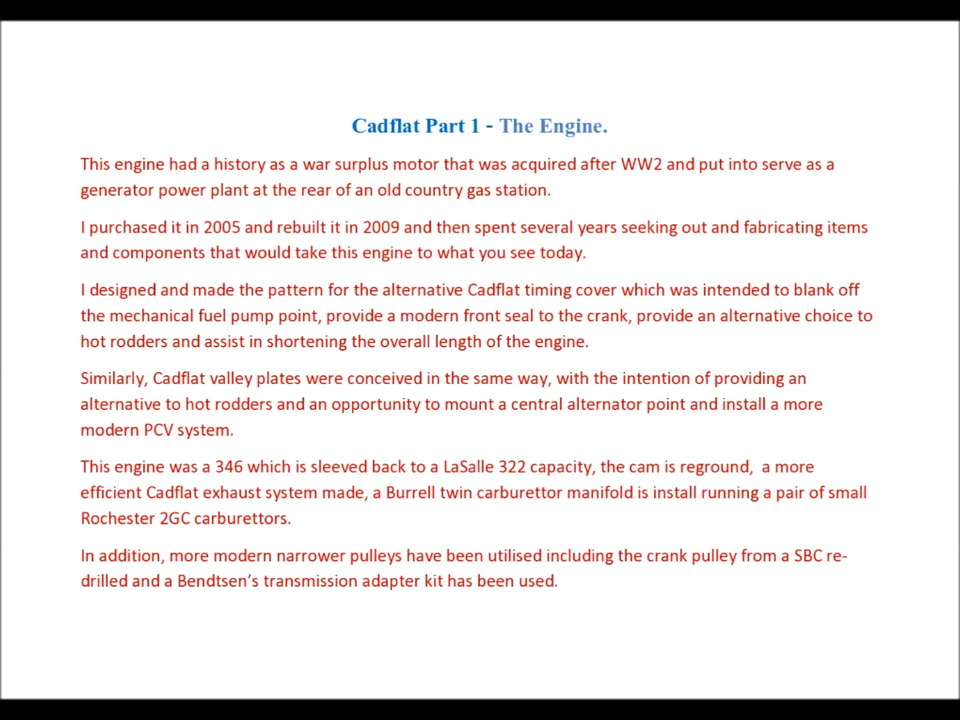 Cadflat Part 1 - The Engine.
This engine had a history as a war surplus motor that was acquired after WW2 and put into serve as a
generator power plant at the rear of an old country gas station.
I purchased it in 2005 and rebuilt it in 2009 and then spent several years seeking out and fabricating items
and components that would take this engine to what you see today.
I designed and made the pattern for the alternative Cadflat timing cover which was intended to blank off
the mechanical fuel pump point, provide a modern front seal to the crank, provide an alternative choice to
hot rodders and assist in shortening the overall length of the engine.
Similarly, Cadflat valley plates were conceived in the same way, with the intention of providing an
alternative to hot rodders and an opportunity to mount a central alternator point and install a more
modern PCV system.
This engine was a 346 which is sleeved back to a LaSalle 322 capacity, the cam is reground,  a more
efficient Cadflat exhaust system made, a Burrell twin carburettor manifold is install running a pair of small
Rochester 2GC carburettors.
In addition, more modern narrower pulleys have been utilised including the crank pulley from a SBC re-
drilled and a Bendtsen’s transmission adapter kit has been used.